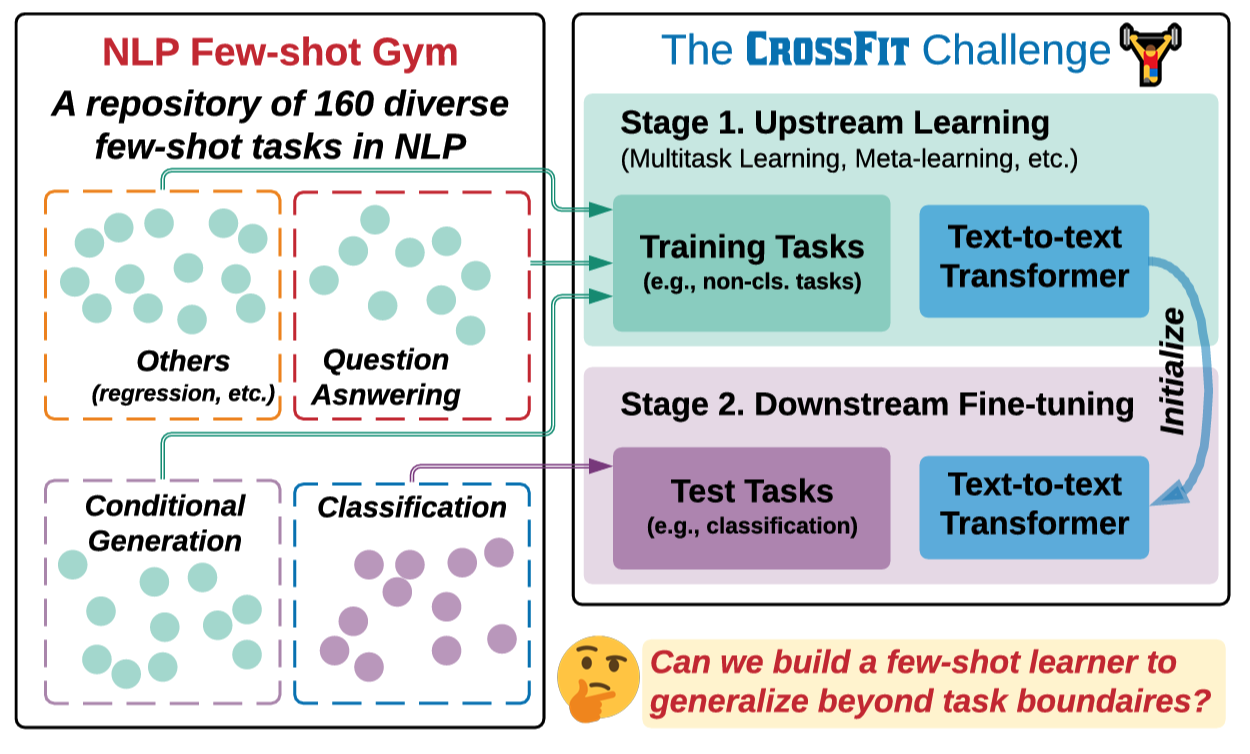 NLP Few-shot Gym
A repository of 160 diverse
few-shot tasks in NLP
Others
(regression, etc.)
Question
Asnwering
Conditional
Generation
Classification
The CROSSFIT Challenge
Stage 1. Upstream Learning
(Multitask Learning, Meta-learning, etc.)
Training Tasks
(e.g., non-cls. tasks)
Text-to-text
Transformer
Initialize
Stage 2. Downstream Fine-tuning
Test Tasks
(e.g., classification)
Text-to-text
Transformer
Can we build a few-shot learner to
generalize beyond task boundaires?